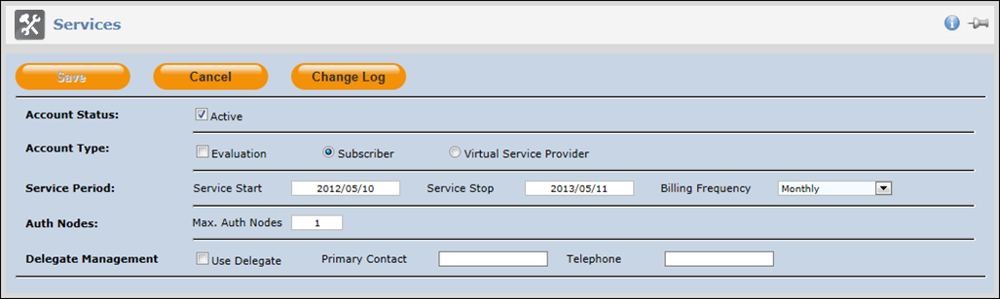 Services
Save Cancel Change Log
Account Status: Active
Account Type: Evaluation Subscriber Virtual Service Provider
Service Period: Service Start 2012/05/10 Service Stop 2013/05/11 Billing Frequency Monthly
Auth Nodes: Max. Auth Nodes 1
Delegate Management Use Delegate Primary Contact Telephone